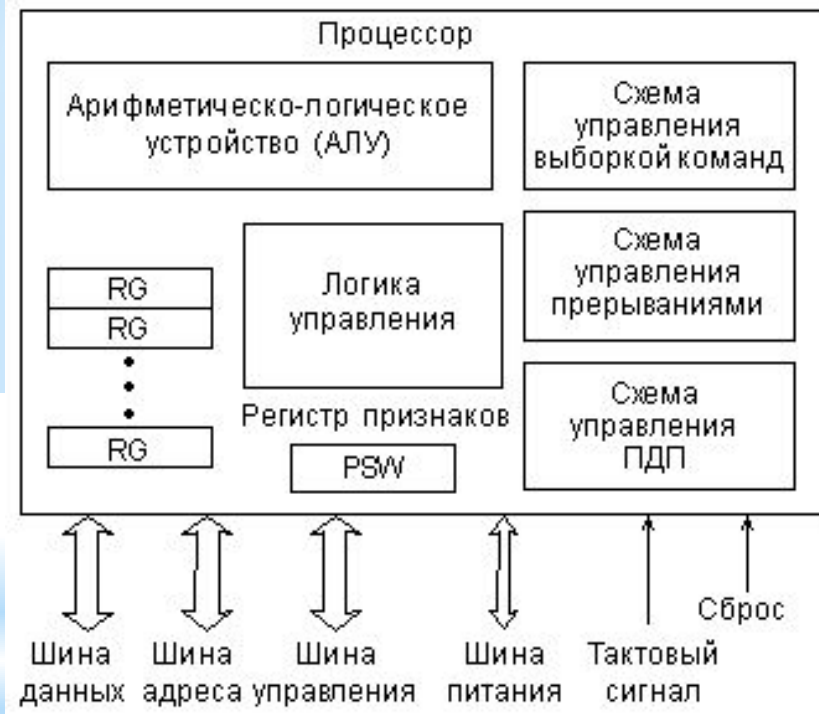 Процессор
Арифметическо-логическое
устройство (АЛУ)
Схема
управления
выборкой команд
Логика
управления
Схема
управления
прерываниями
RG
RG
RG
Регистр признаков
PSW
Схема
управления
ПДП
Шина
данных
Шина
адреса
Шина
управления
Шина
питания
Тактовый
сигнал
Сброс